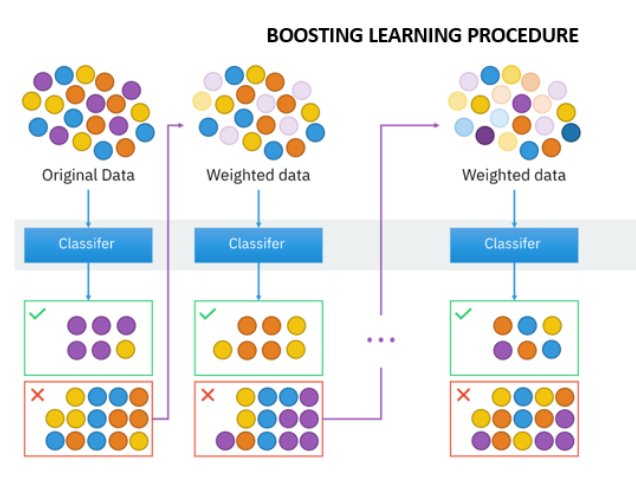 BOOSTING LEARNING PROCEDURE
Original Data
Weighted data
Weighted data
Classifer
Classifer
Classifer
...